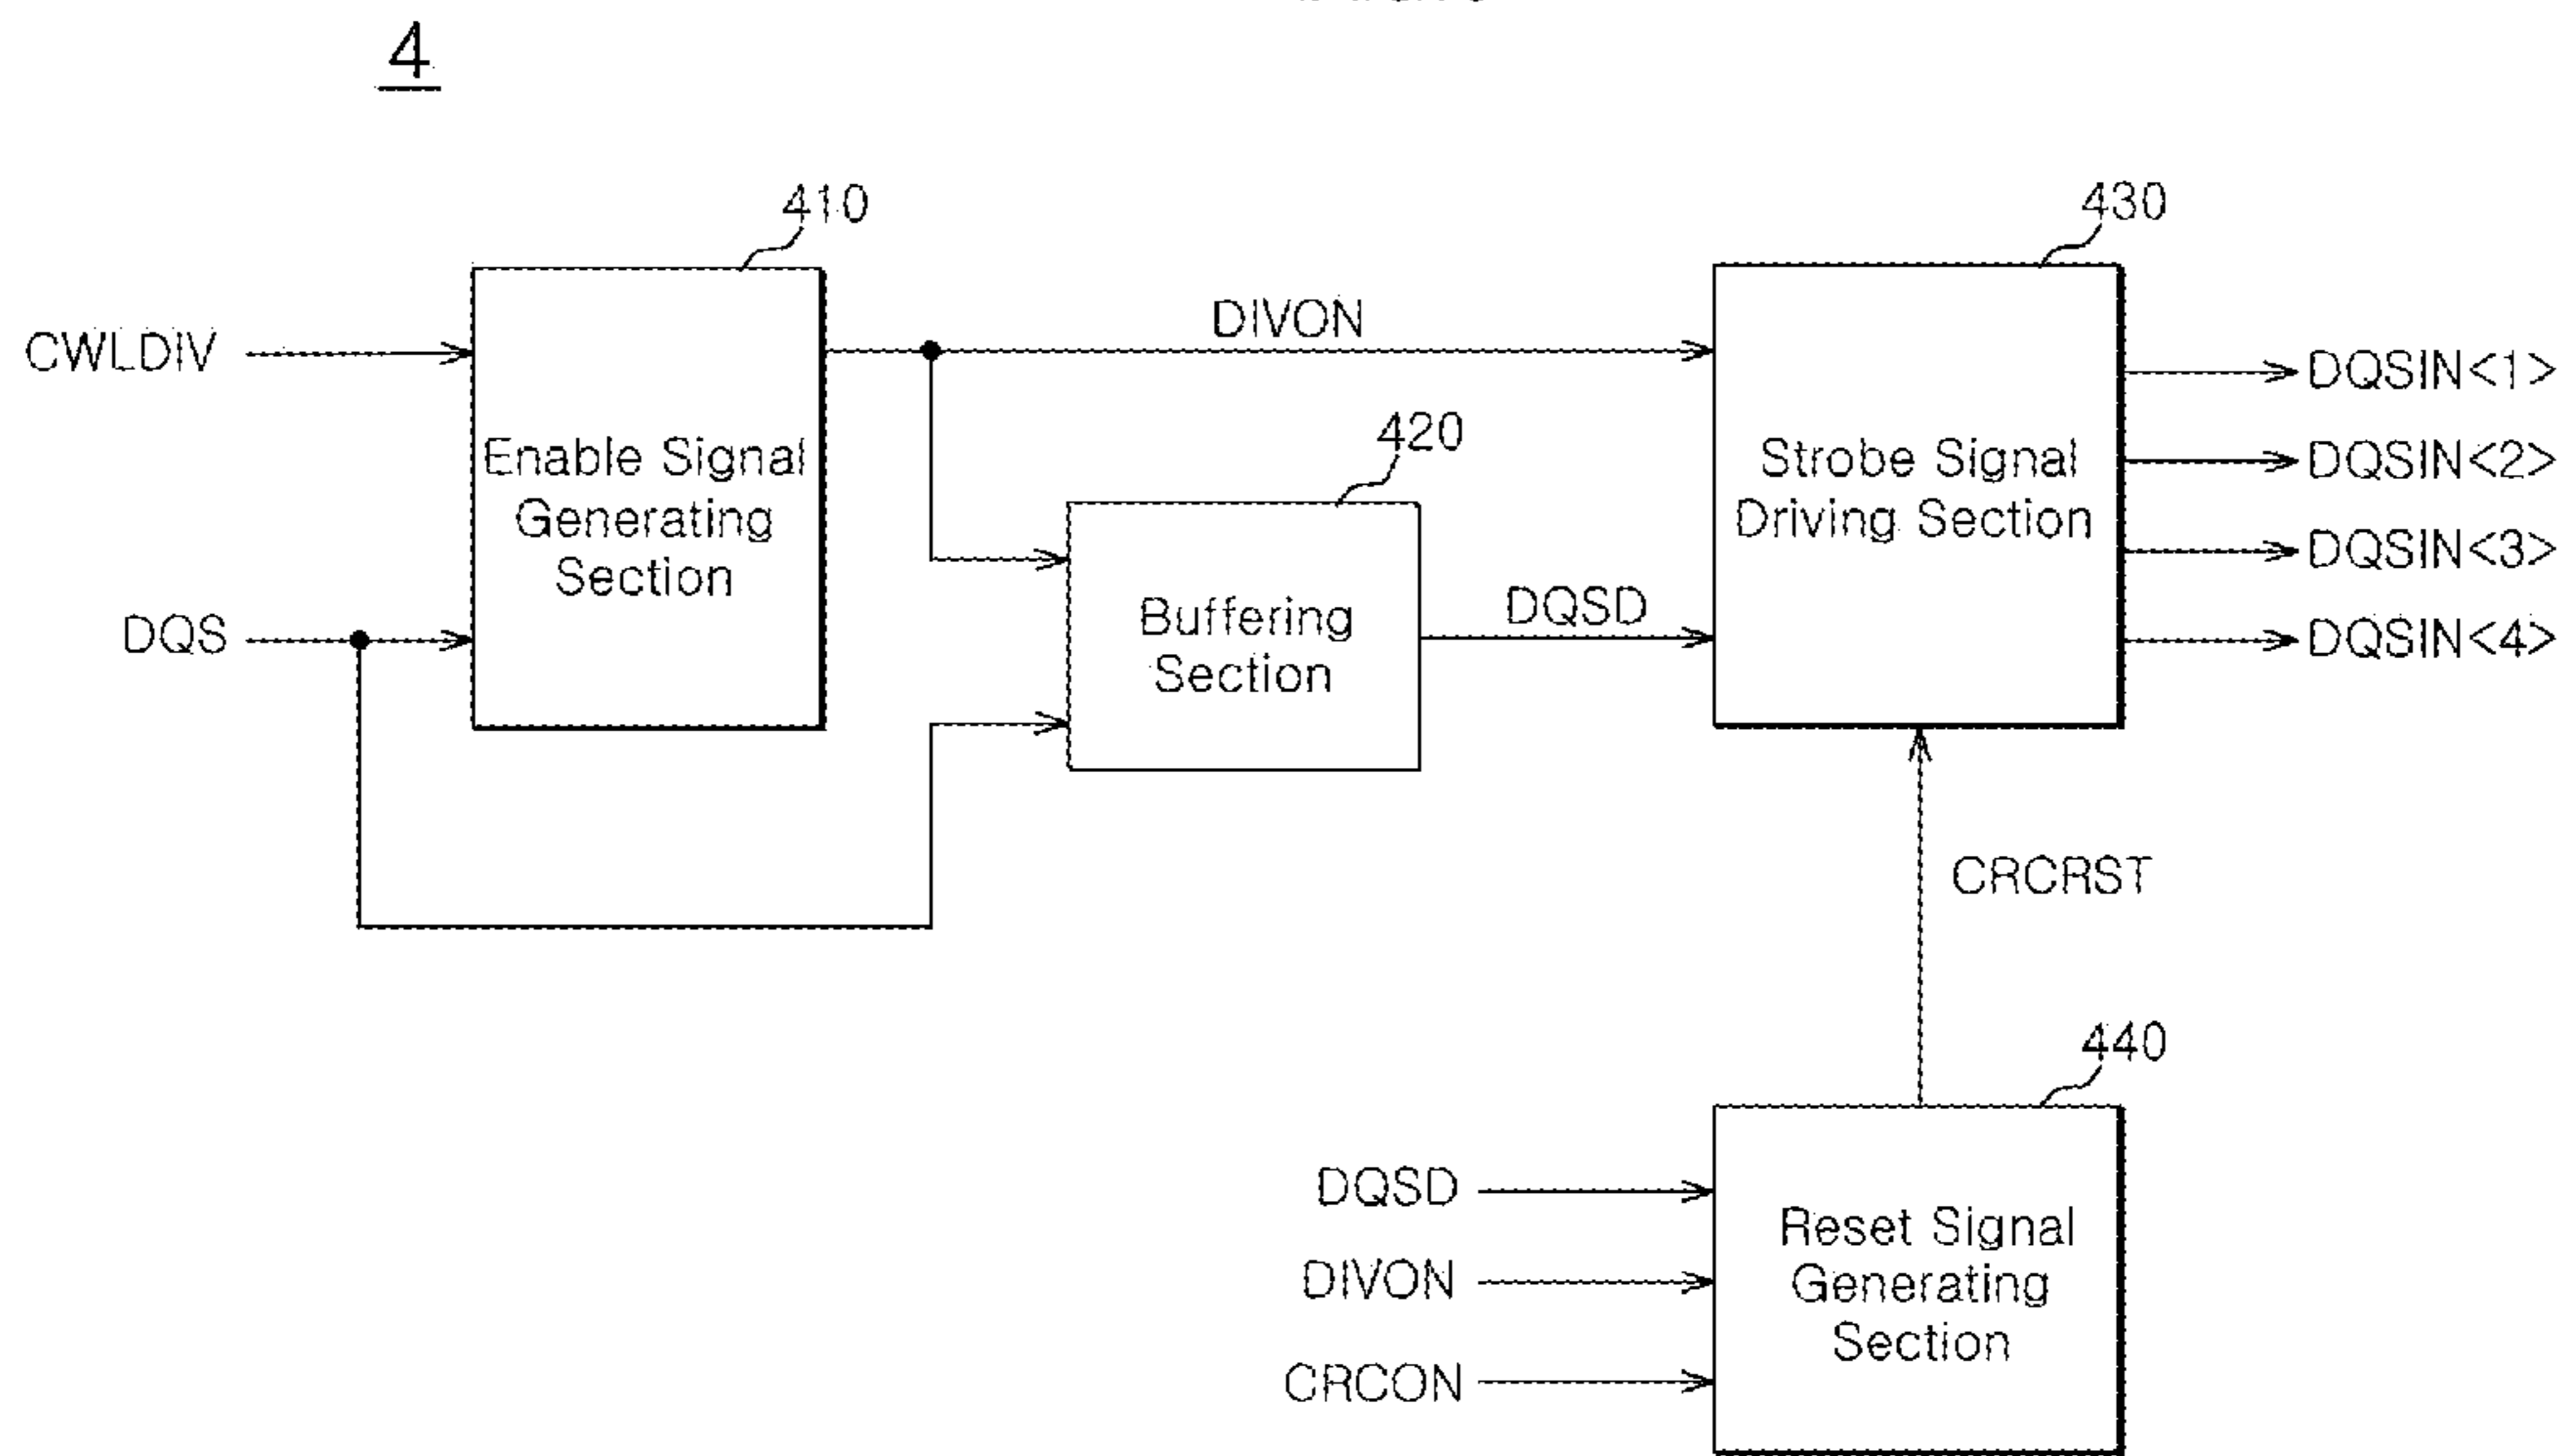 4
410
430
CWLDIV
DIVON
DQSIN<1>
420
Enable Signal
Generating
Section
Strobe Signal
Driving Section
DQSIN<2>
DQSIN<3>
DQS
Buffering
Section
DQSD
DQSIN<4>
CRCRST
440
DQSD
DIVON
CRCON
Reset Signal
Generating
Section